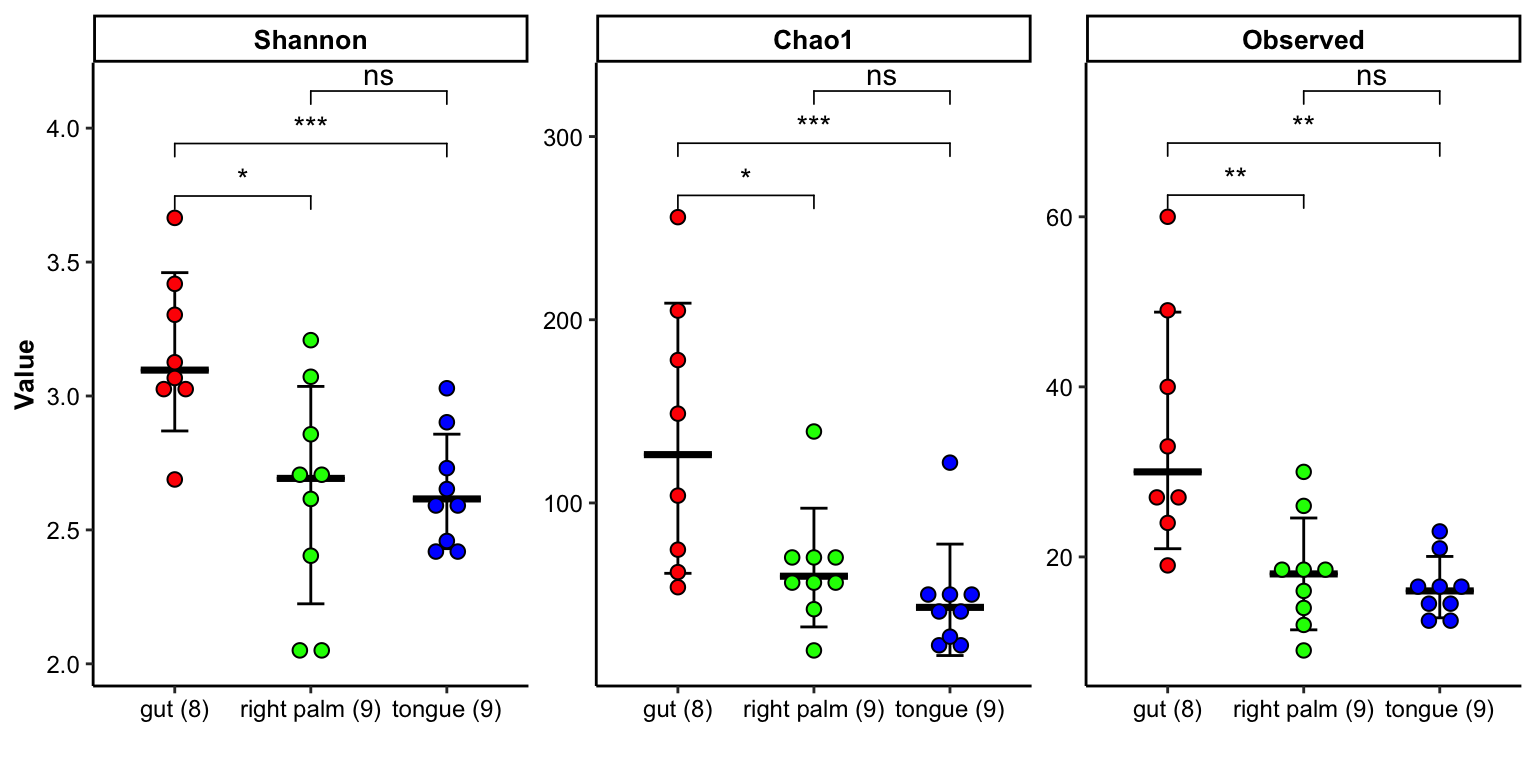 Shannon
Chao1
Observed
ns
***
*
ns
***
*
ns
**
**
Value
4.0
3.5
3.0
2.5
2.0
300
200
100
60
40
20
gut (8) right palm (9) tongue (9)
gut (8) right palm (9) tongue (9)
gut (8) right palm (9) tongue (9)